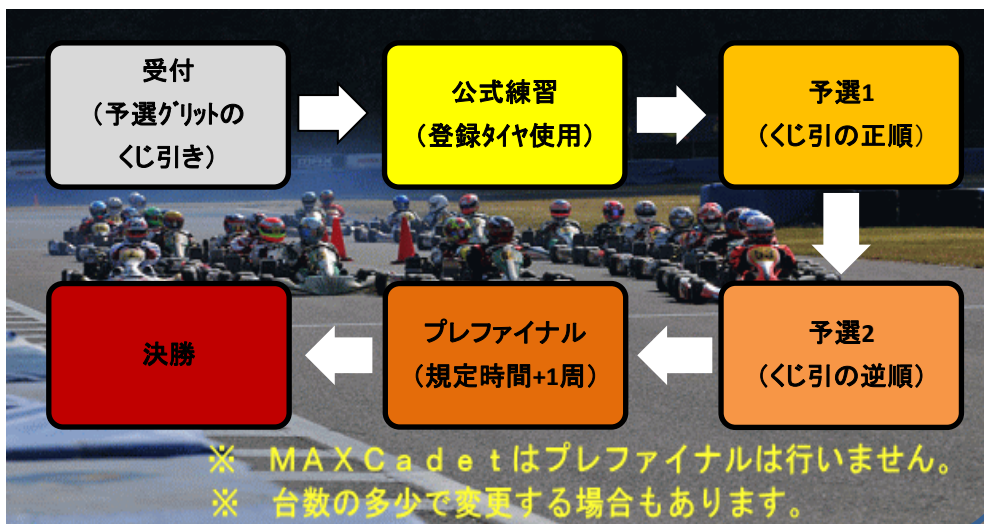 受付
（予選ｸﾞﾘｯﾄの
くじ引き）
公式練習
（登録ﾀｲﾔ使用）
予選1
（くじ引の正順）
予選2
（くじ引の逆順）
プレファイナル
（規定時間+1周）
決勝
※　ＭＡＸＣａｄｅｔはプレファイナルは行いません。
※　台数の多少で変更する場合もあります。